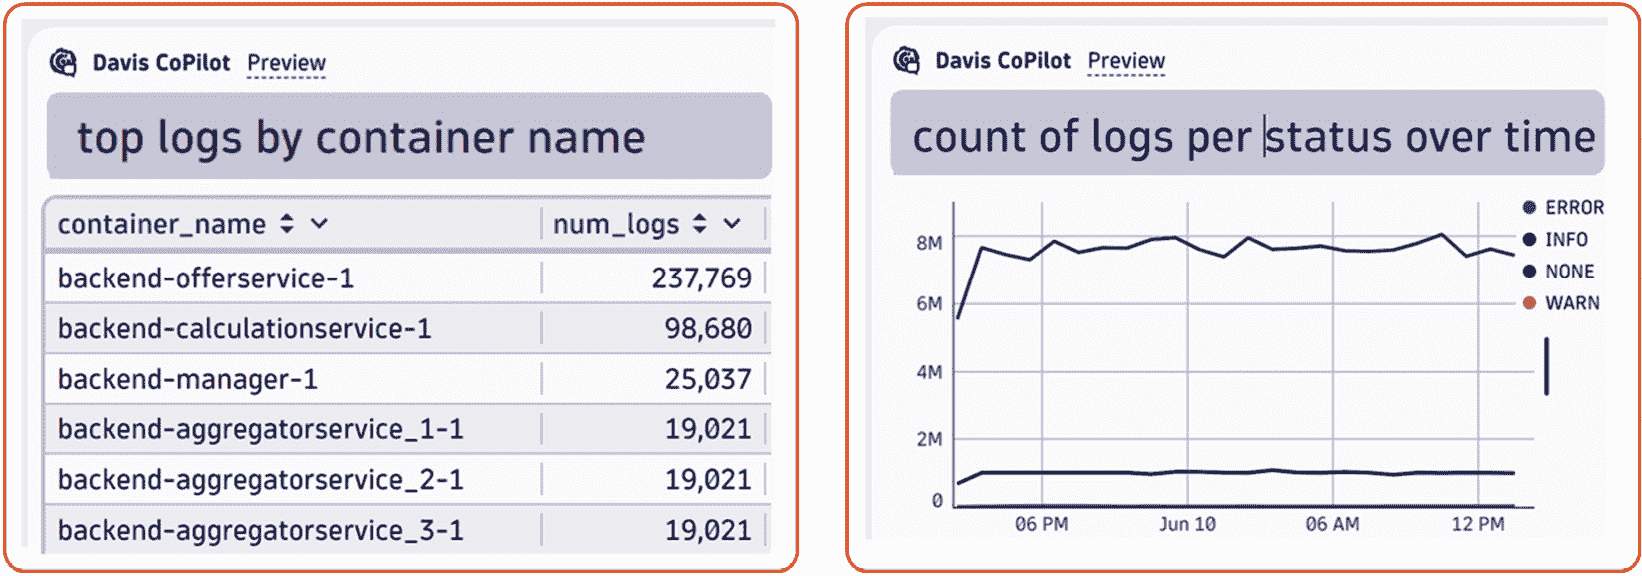 Davis CoPilot Preview
top logs by container name
container_name num_logs
backend-offerservice-1 237,769
backend-calculationservice-1 98,680
backend-manager-1 25,037
backend-aggregatorservice_1-1 19,021
backend-aggregatorservice_2-1 19,021
backend-aggregatorservice_3-1 19,021
Davis CoPilot Preview
count of logs per status over time
8M
6M
4M
2M
0
06 PM Jun 10 06 AM 12 PM
ERROR
INFO
NONE
WARN